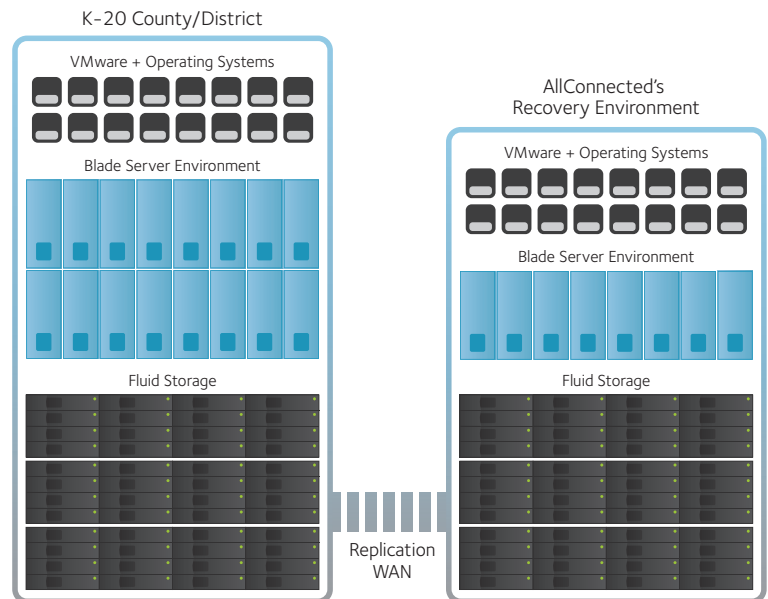 K-20 County/District
VMware + Operating Systems
Blade Server Environment
Fluid Storage
AllConnected's
Recovery Environment
VMware + Operating Systems
Blade Server Environment
Fluid Storage
Replication
WAN